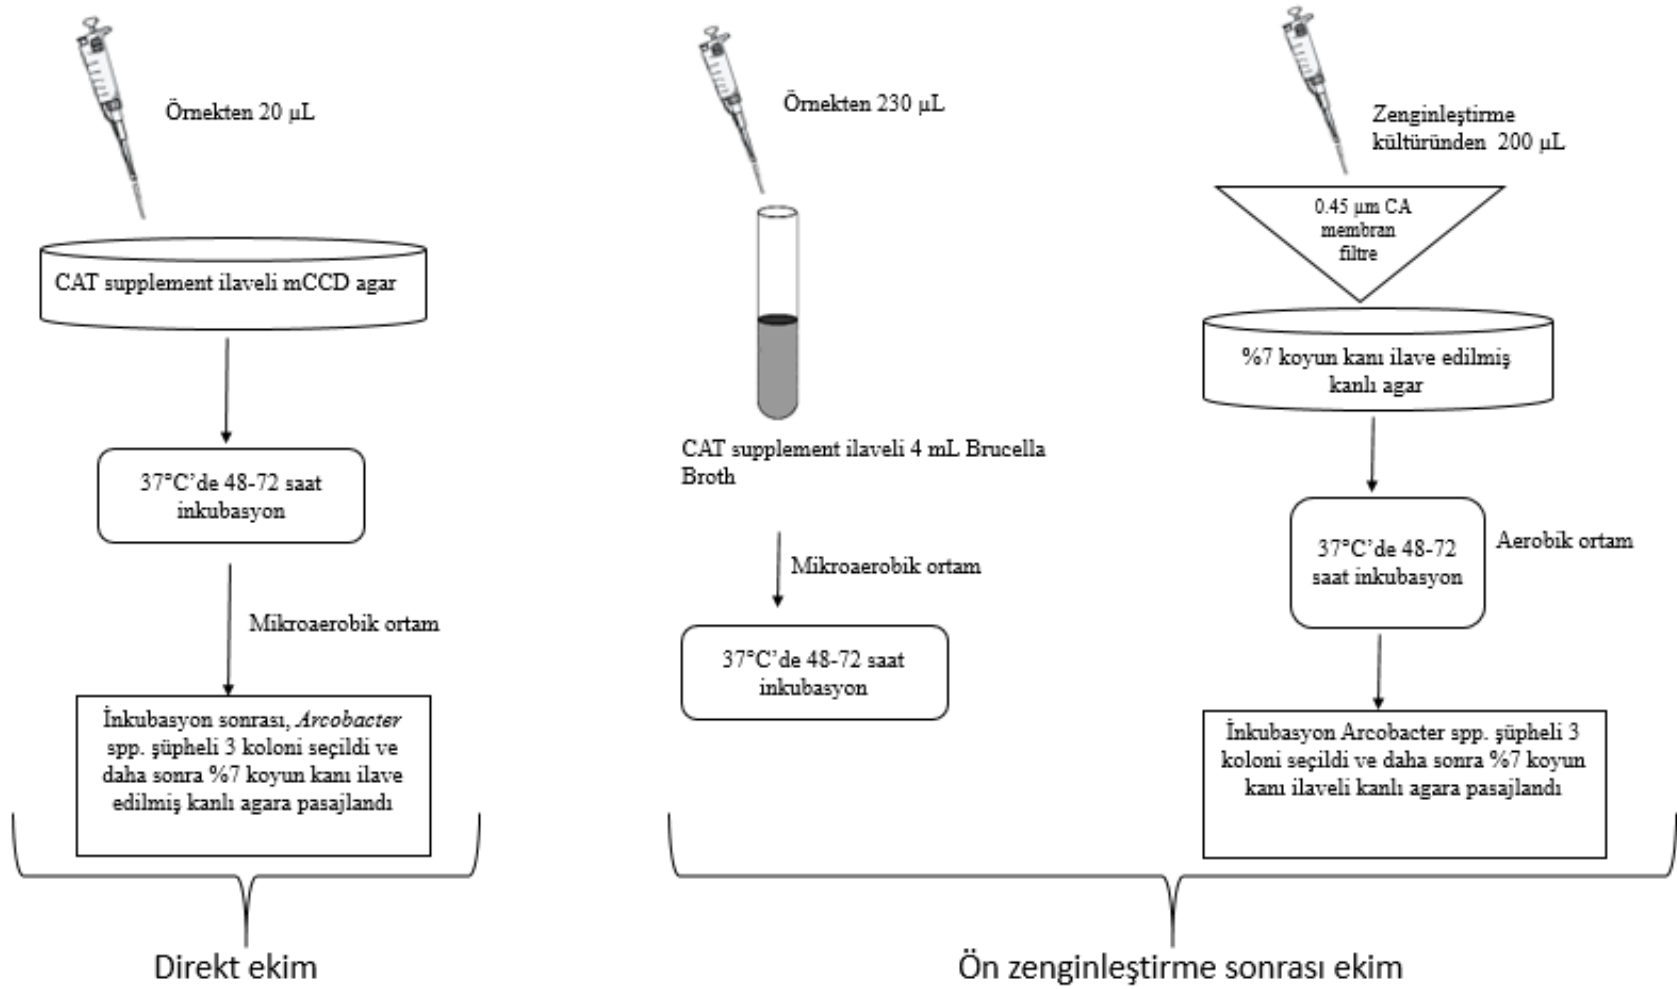 Örnekten 20 µL
CAT supplement ilaveli mCCD agar
37°C’de 48-72 saat
inkubasyon
Mikroaerobik ortam
İnkubasyon sonrası, Arcobacter
spp. şüpheli 3 koloni seçildi ve
daha sonra %7 koyun kanı ilave
edilmiş kanlı agara pasajlandı
Direkt ekim
Örnekten 230 µL
CAT supplement ilaveli 4 mL Brucella
Broth
Mikroaerobik ortam
37°C’de 48-72 saat
inkubasyon
Zenginleştirme
kültüründen 200 µL
0.45 µm CA
membran
filtre
%7 koyun kanı ilave edilmiş
kanlı agar
37°C’de 48-72
saat inkubasyon
Aerobik ortam
İnkubasyon Arcobacter spp. şüpheli 3
koloni seçildi ve daha sonra %7 koyun
kanı ilaveli kanlı agara pasajlandı
Ön zenginleştirme sonrası ekim